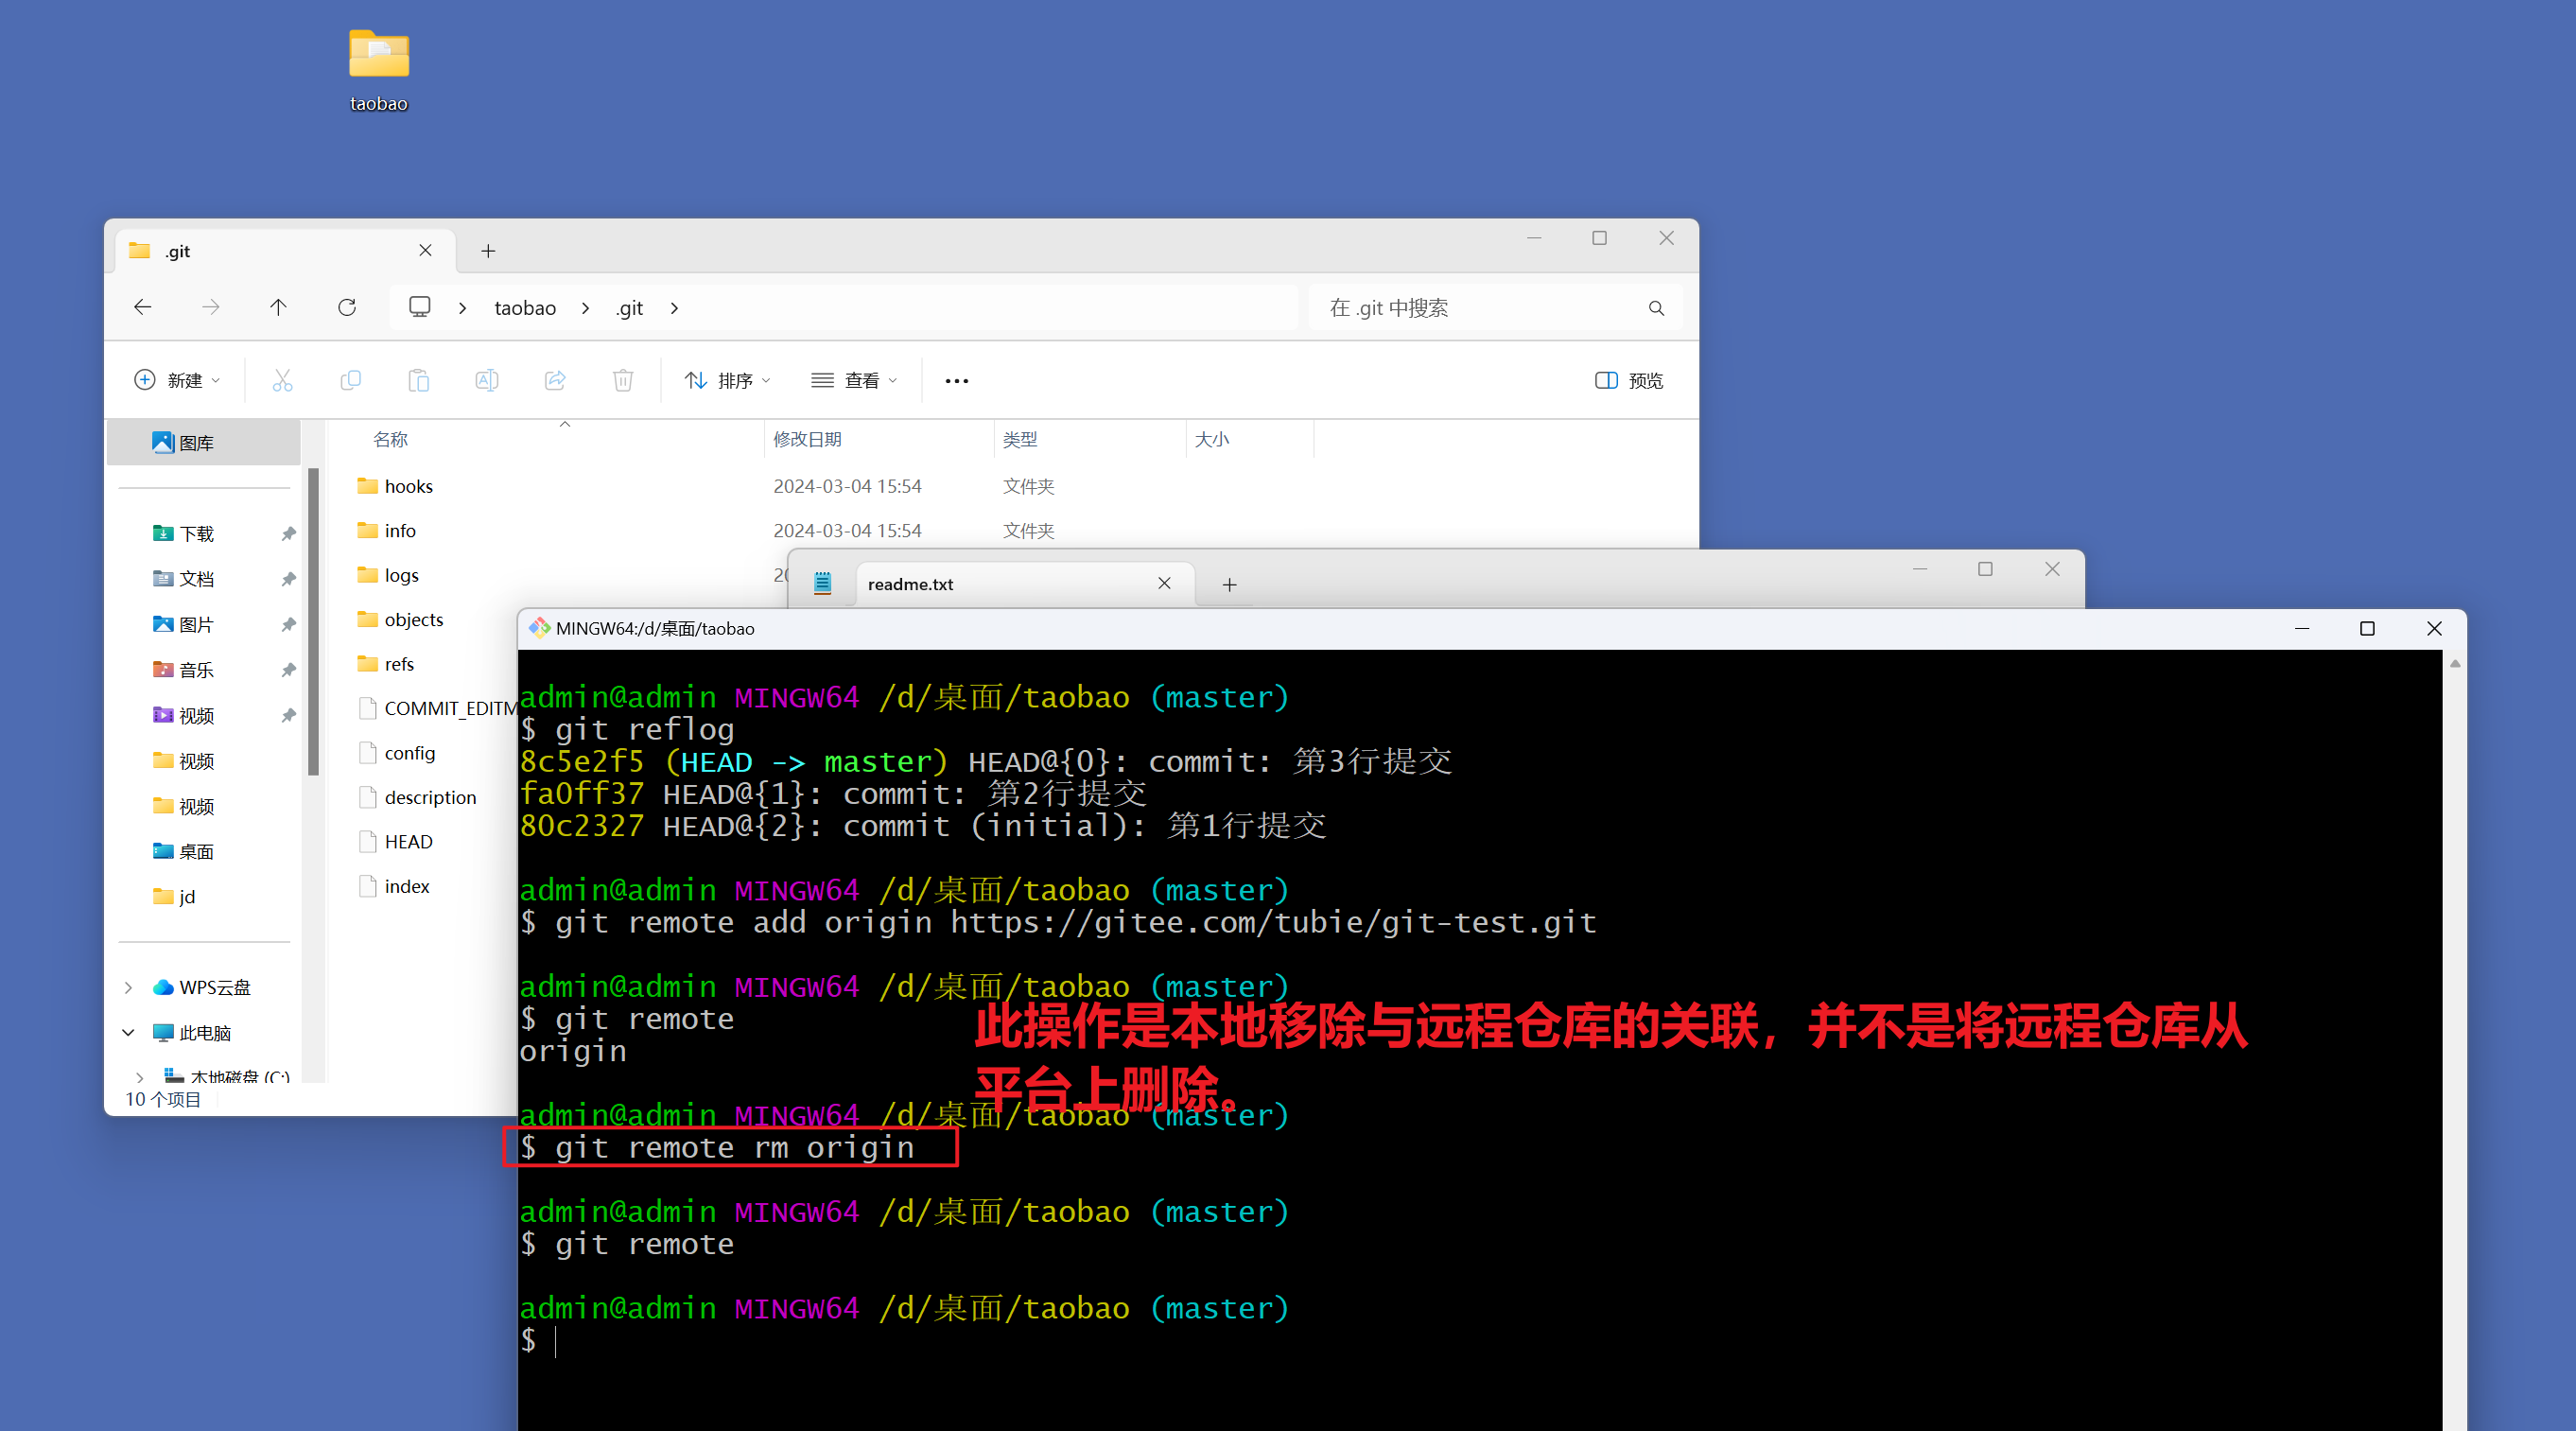 taobao
.git
taobao
.git
在 .git 中搜索
新建
排序
查看
预览
图库
下载
文档
图片
音乐
视频
视频
视频
桌面
jd
WPS云盘
此电脑
本地磁盘 (C:)
名称 修改日期 类型 大小
hooks 2024-03-04 15:54 文件夹
info 2024-03-04 15:54 文件夹
logs
objects
refs
COMMIT_EDITM
config
description
HEAD
index
10 个项目
readme.txt
MINGW64:/d/桌面/taobao
admin@admin MINGW64 /d/桌面/taobao (master)
$ git reflog
8c5e2f5 (HEAD -> master) HEAD@{0}: commit: 第3行提交
fa0ff37 HEAD@{1}: commit: 第2行提交
80c2327 HEAD@{2}: commit (initial): 第1行提交
admin@admin MINGW64 /d/桌面/taobao (master)
$ git remote add origin https://gitee.com/tubie/git-test.git
admin@admin MINGW64 /d/桌面/taobao (master)
$ git remote
origin
此操作是本地移除与远程仓库的关联，并不是将远程仓库从
平台上删除。
admin@admin MINGW64 /d/桌面/taobao (master)
$ git remote rm origin
admin@admin MINGW64 /d/桌面/taobao (master)
$ git remote
admin@admin MINGW64 /d/桌面/taobao (master)
$